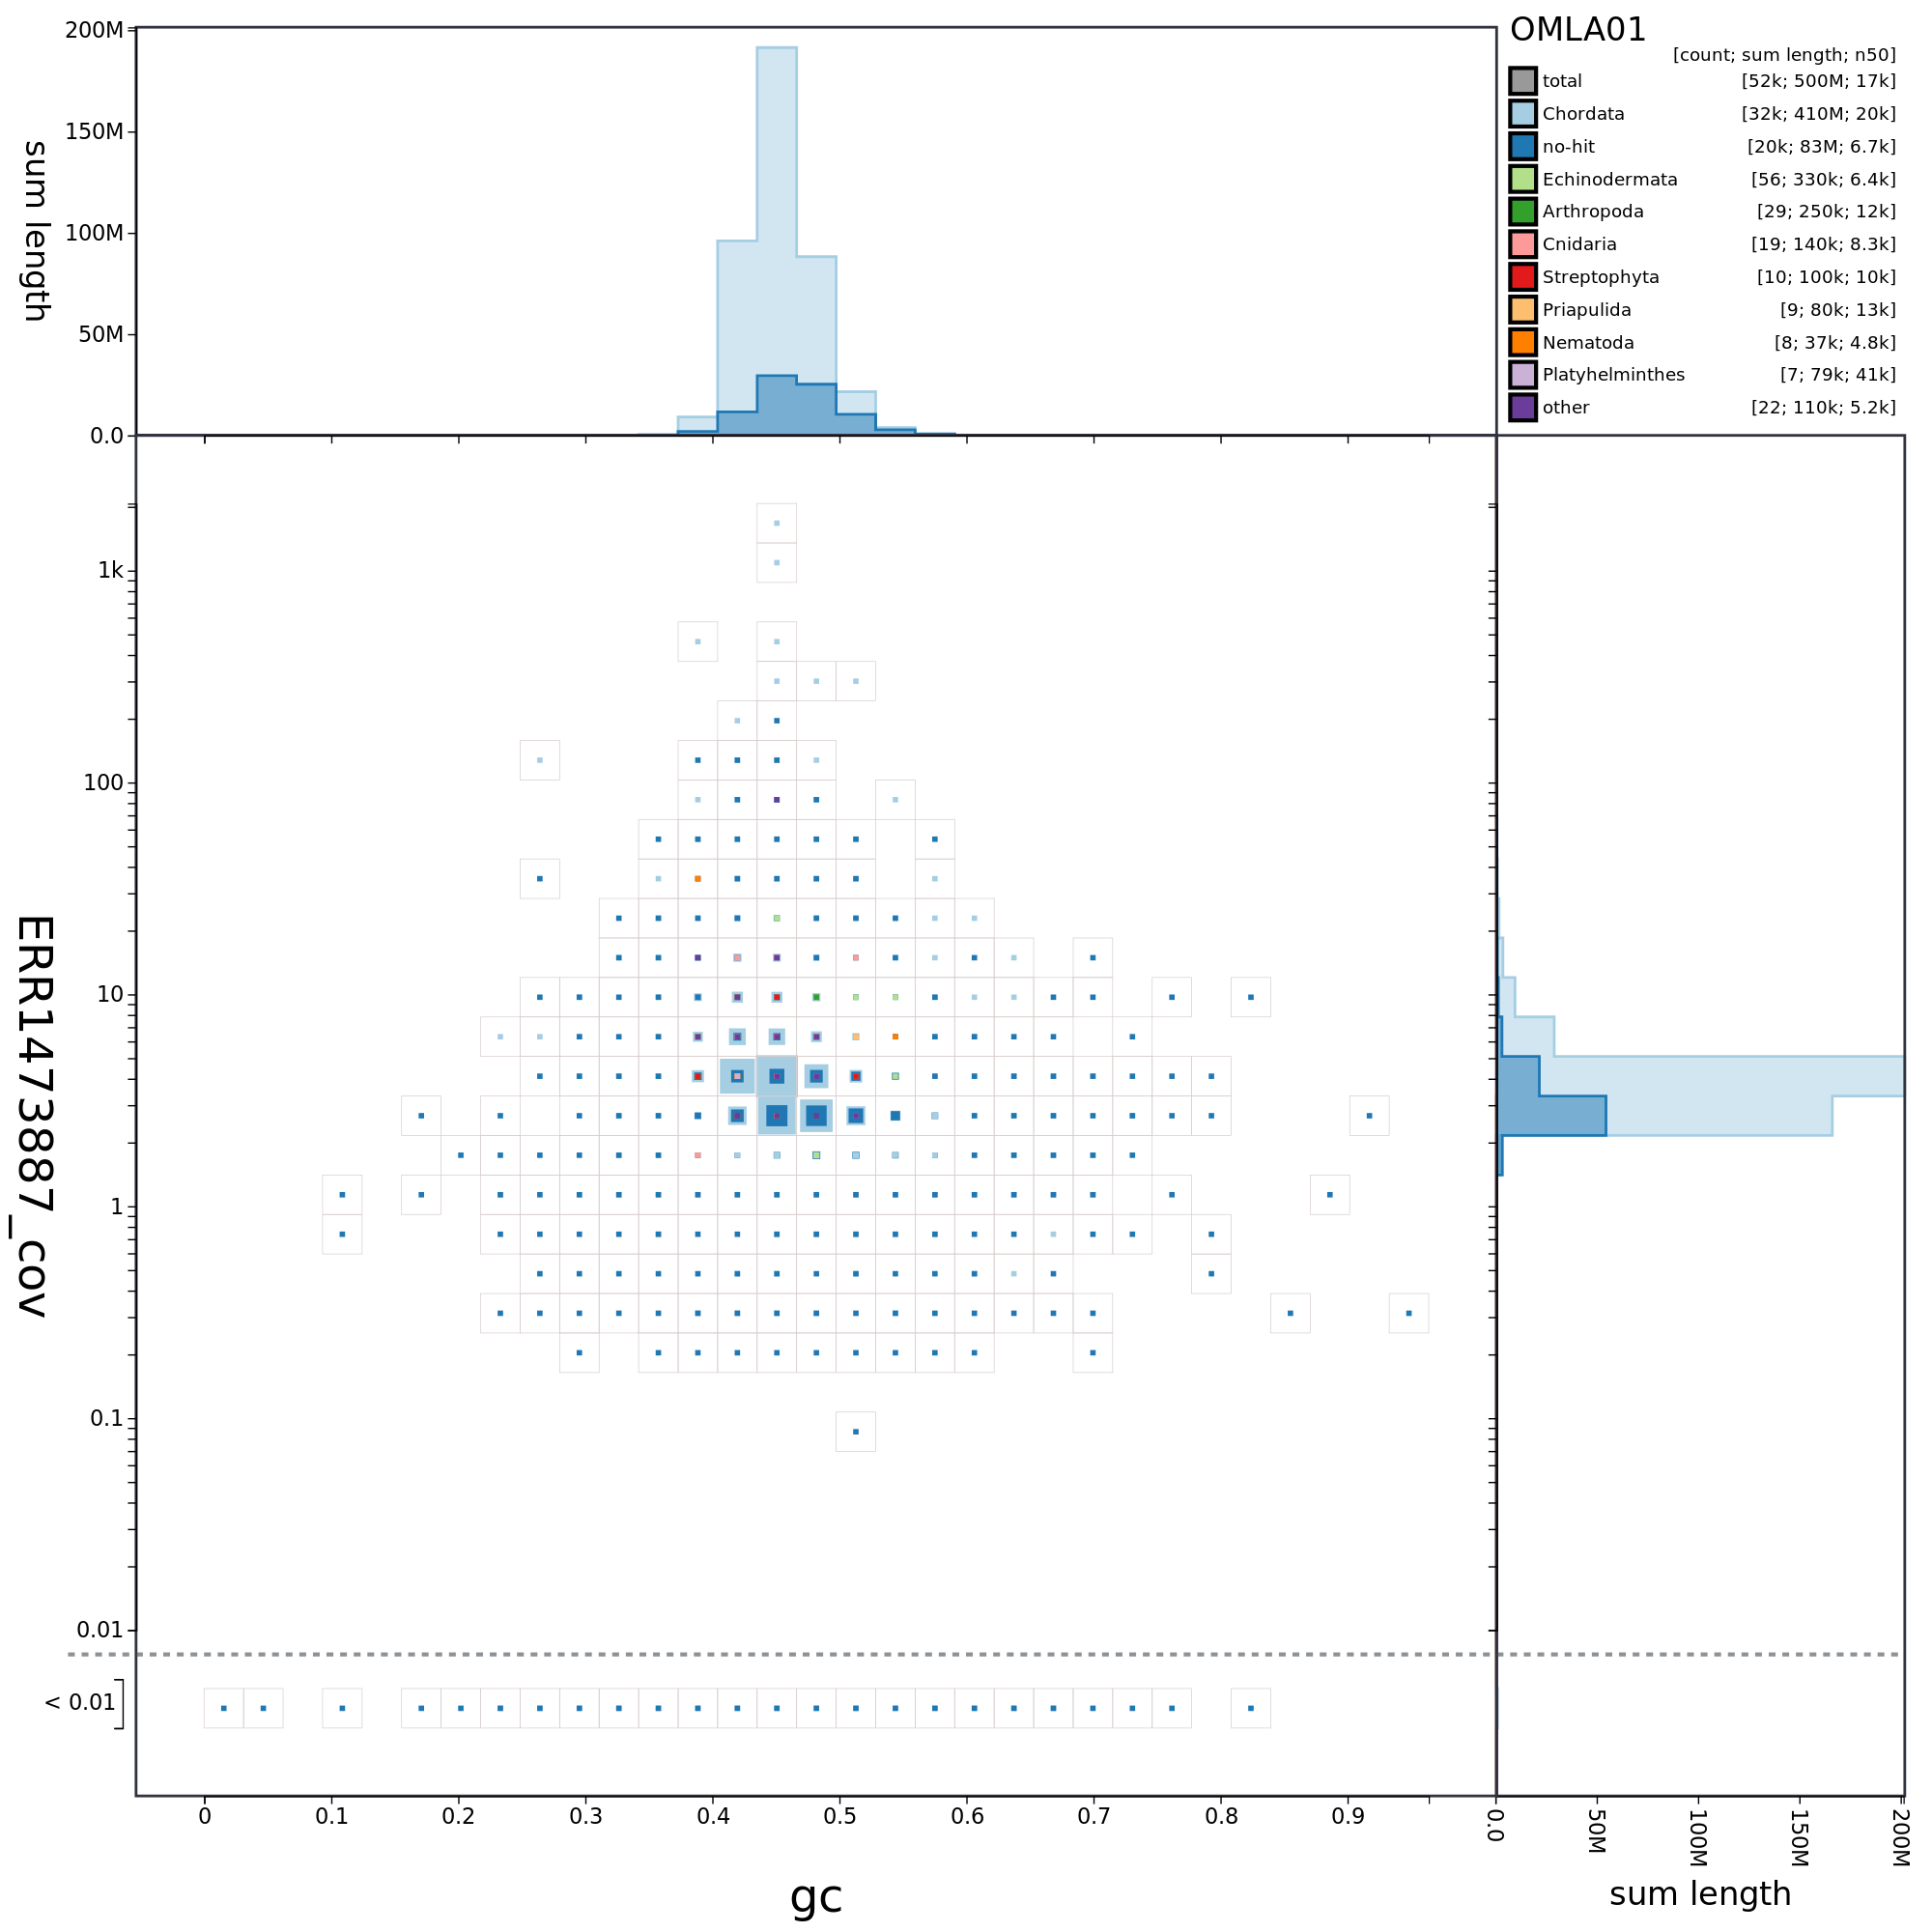 OMLA01
[count; sum length; n50]
total [52k; 500M; 17k]
Chordata [32k; 410M; 20k]
no-hit [20k; 83M; 6.7k]
Echinodermata [56; 330k; 6.4k]
Arthropoda [29; 250k; 12k]
Cnidaria [19; 140k; 8.3k]
Streptophyta [10; 100k; 10k]
Priapulida [9; 80k; 13k]
Nematoda [8; 37k; 4.8k]
Platyhelminthes [7; 79k; 41k]
other [22; 110k; 5.2k]
200M
150M
100M
50M
0.0
sum length
1k
100
10
1
0.1
0.01
< 0.01
ERR1473887_cov
0 0.1 0.2 0.3 0.4 0.5 0.6 0.7 0.8 0.9
gc
0.0 50M 100M 150M 200M
sum length